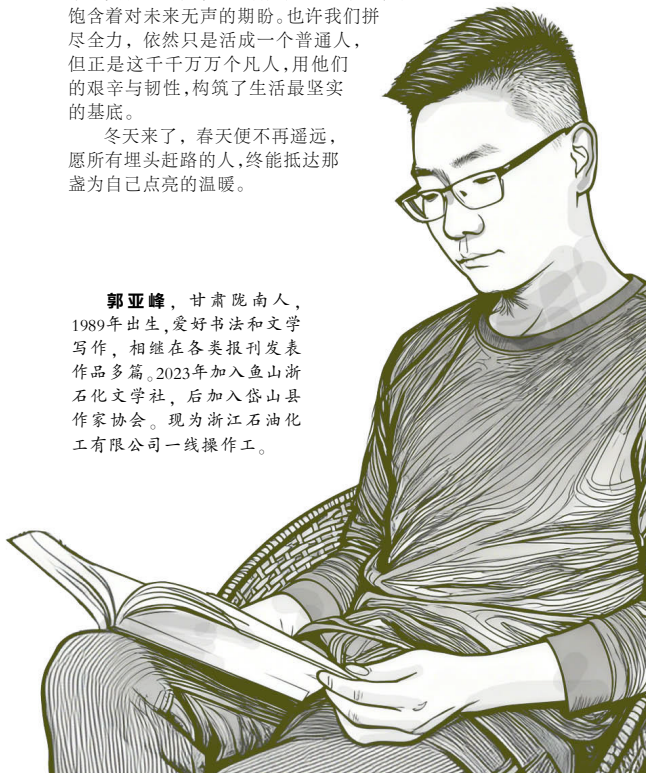 饱含着对未来无声的期盼。也许我们拼
尽全力，依然只是活成一个普通人，
但正是这千千万万个凡人，用他们
的艰辛与韧性，构筑了生活最坚实
的基底。
冬天来了，春天便不再遥远，
愿所有埋头赶路的人，终能抵达那
盏为自己点亮的温暖。
郭亚峰，甘肃陇南人，
1989年出生，爱好书法和文学
写作，相继在各类报刊发表
作品多篇。2023年加入鱼山浙
石化文学社，后加入岱山县
作家协会。现为浙江石油化
工有限公司一线操作工。